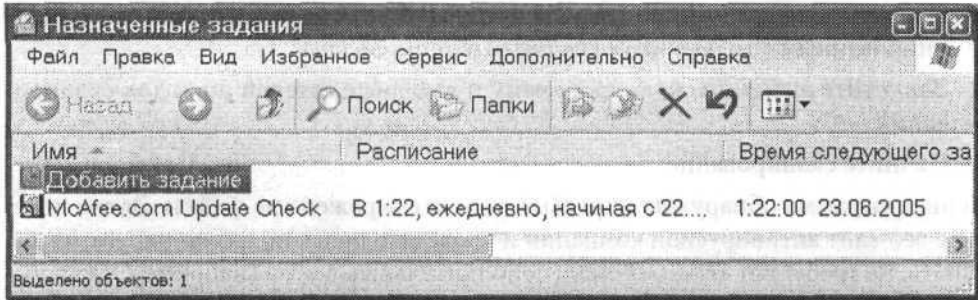 Назначенные задания
Файл Правка Вид Избранное Сервис Дополнительно Справка
Назад Поиск Папки
Имя Расписание Время следующего за
Добавить задание
McAfee.com Update Check В 1:22, ежедневно, начиная с 22.... 1:22:00 23.06.2005
Выделено объектов: 1